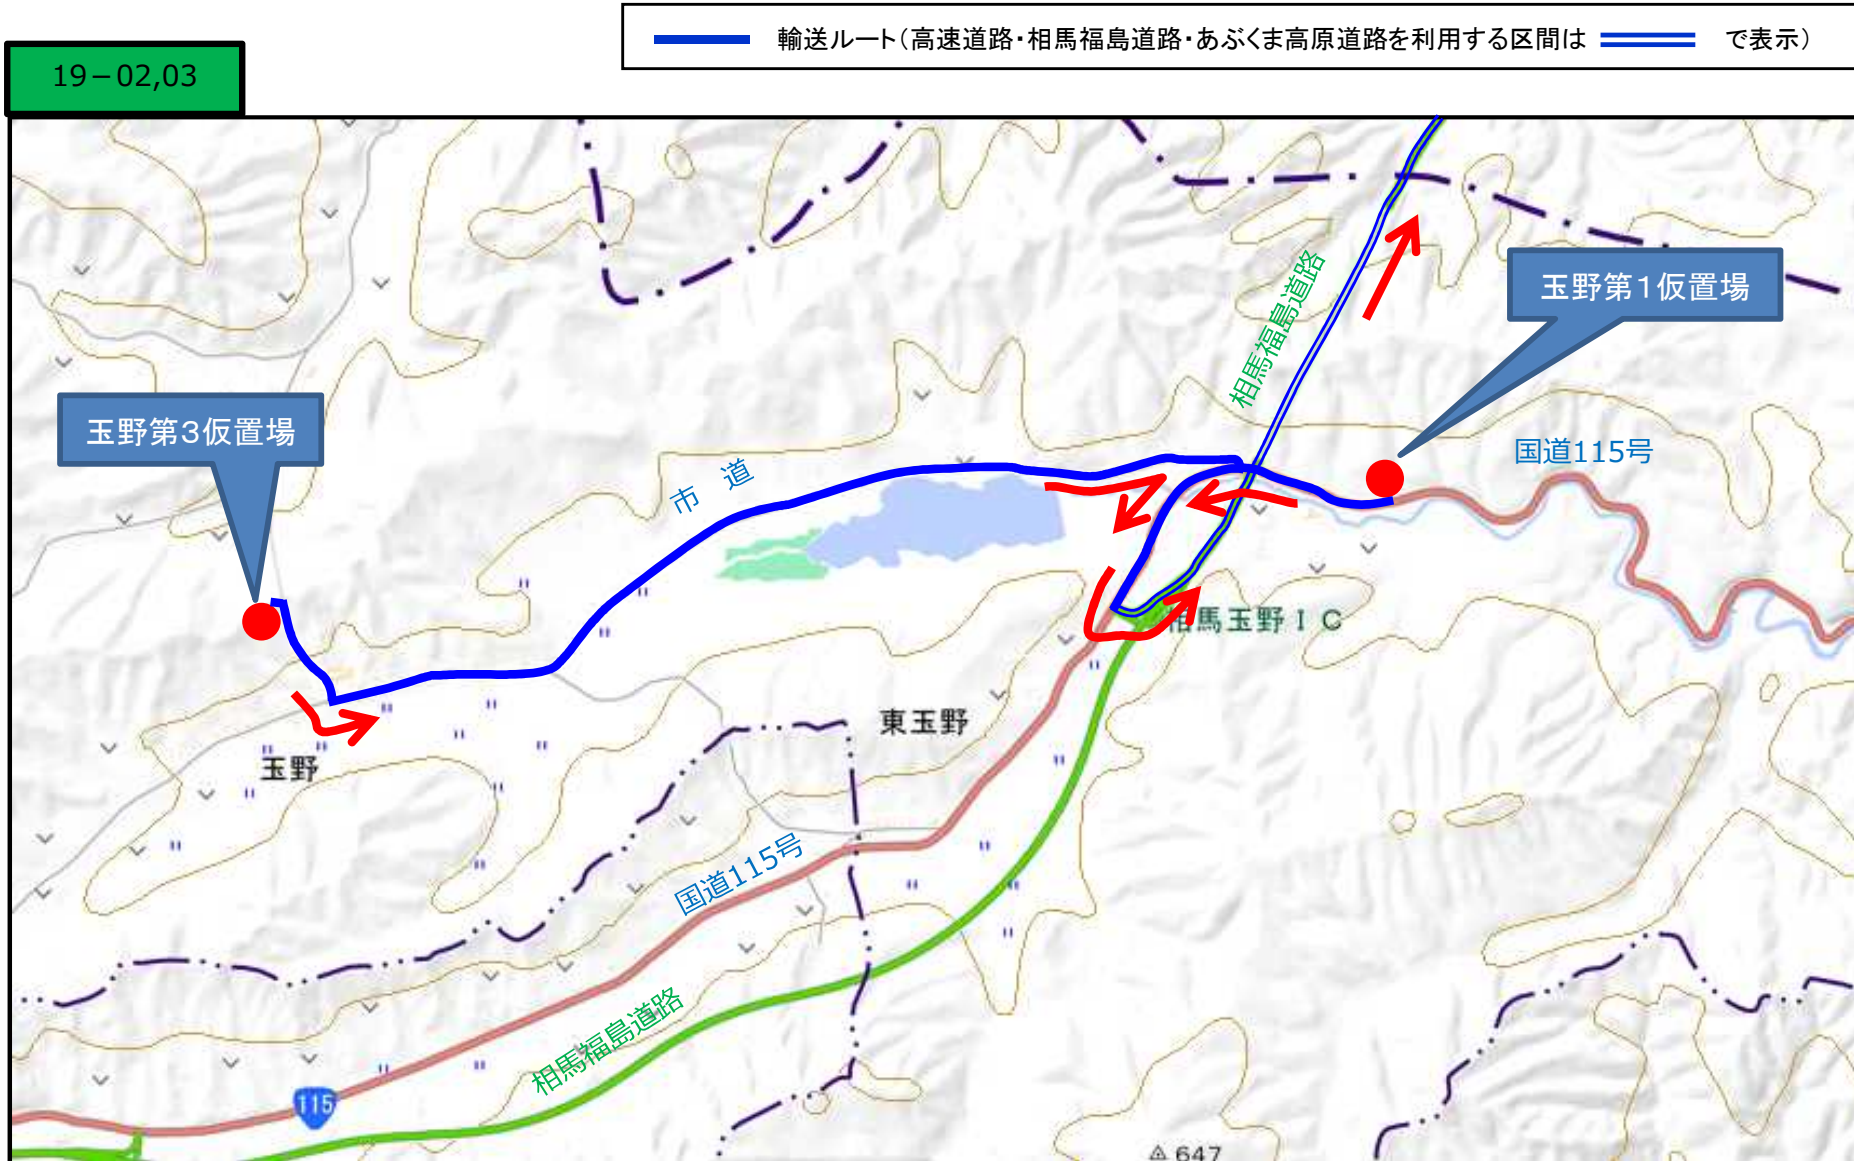 輸送ルート(高速道路・相馬福島道路・あぶくま高原道路を利用する区間は で表示)
19-02,03
相馬福島道路
玉野第1仮置場
玉野第3仮置場
国道115号
市 道
相馬玉野IC
東玉野
玉野
国道115号
相馬福島道路
115
647